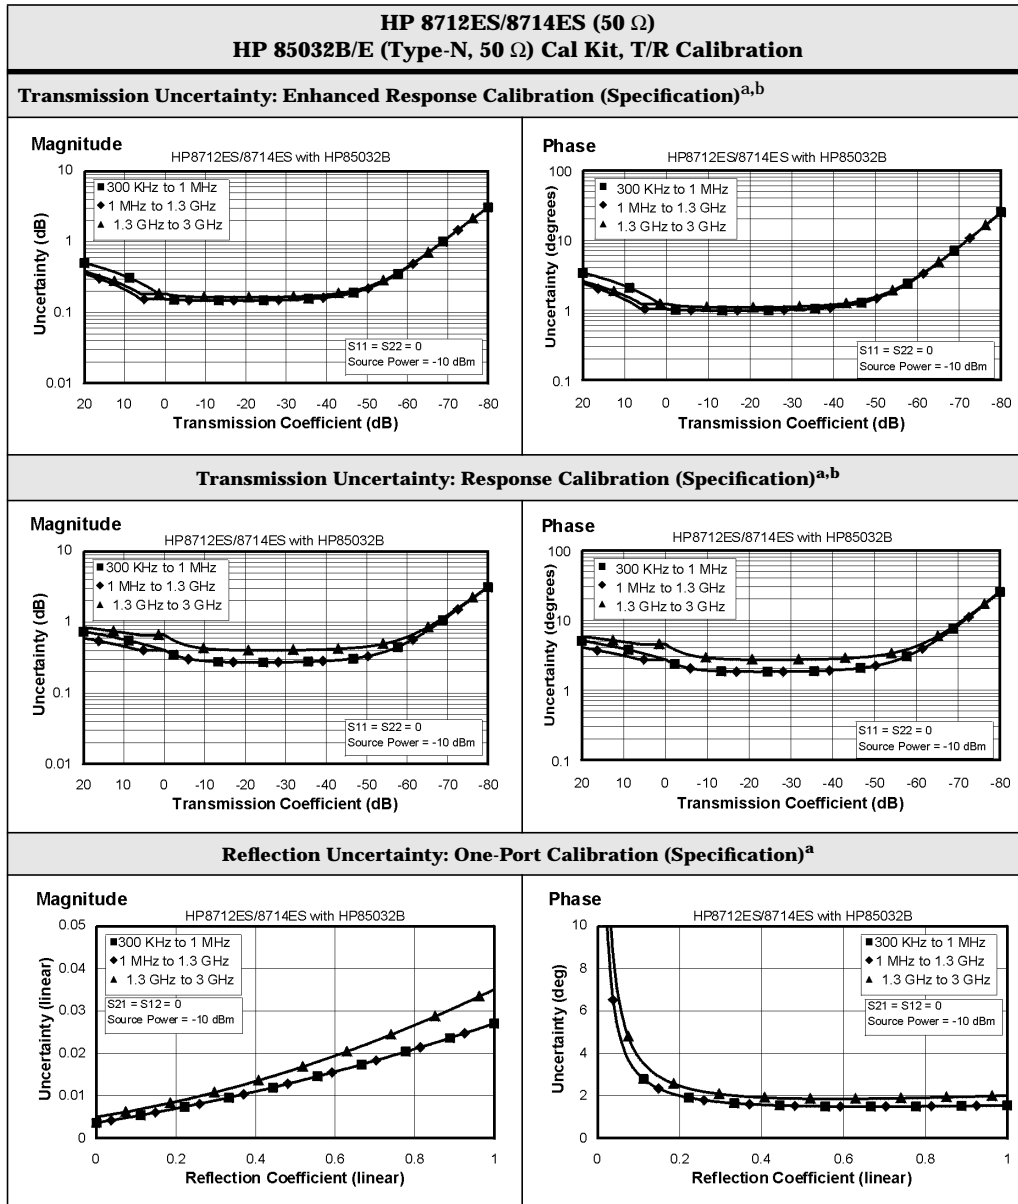 HP 8712ES/8714ES (50 Ω)
HP 85032B/E (Type-N, 50 Ω) Cal Kit, T/R Calibration
Transmission Uncertainty: Enhanced Response Calibration (Specification)a,b
Magnitude
HP8712ES/8714ES with HP85032B
10
1
0.1
0.01
Uncertainty (dB)
300 KHz to 1 MHz
1 MHz to 1.3 GHz
1.3 GHz to 3 GHz
S11 = S22 = 0
Source Power = -10 dBm
20 10 0 -10 -20 -30 -40 -50 -60 -70 -80
Transmission Coefficient (dB)
Phase
HP8712ES/8714ES with HP85032B
100
10
1
0.1
Uncertainty (degrees)
300 KHz to 1 MHz
1 MHz to 1.3 GHz
1.3 GHz to 3 GHz
S11 = S22 = 0
Source Power = -10 dBm
20 10 0 -10 -20 -30 -40 -50 -60 -70 -80
Transmission Coefficient (dB)
Transmission Uncertainty: Response Calibration (Specification)a,b
Magnitude
HP8712ES/8714ES with HP85032B
10
1
0.1
0.01
Uncertainty (dB)
300 KHz to 1 MHz
1 MHz to 1.3 GHz
1.3 GHz to 3 GHz
S11 = S22 = 0
Source Power = -10 dBm
20 10 0 -10 -20 -30 -40 -50 -60 -70 -80
Transmission Coefficient (dB)
Phase
HP8712ES/8714ES with HP85032B
100
10
1
0.1
Uncertainty (degrees)
300 KHz to 1 MHz
1 MHz to 1.3 GHz
1.3 GHz to 3 GHz
S11 = S22 = 0
Source Power = -10 dBm
20 10 0 -10 -20 -30 -40 -50 -60 -70 -80
Transmission Coefficient (dB)
Reflection Uncertainty: One-Port Calibration (Specification)a
Magnitude
HP8712ES/8714ES with HP85032B
0.05
0.04
0.03
0.02
0.01
0
Uncertainty (linear)
300 KHz to 1 MHz
1 MHz to 1.3 GHz
1.3 GHz to 3 GHz
S21 = S12 = 0
Source Power = -10 dBm
0 0.2 0.4 0.6 0.8 1
Reflection Coefficient (linear)
Phase
HP8712ES/8714ES with HP85032B
10
8
6
4
2
0
Uncertainty (deg)
300 KHz to 1 MHz
1 MHz to 1.3 GHz
1.3 GHz to 3 GHz
S21 = S12 = 0
Source Power = -10 dBm
0 0.2 0.4 0.6 0.8 1
Reflection Coefficient (linear)